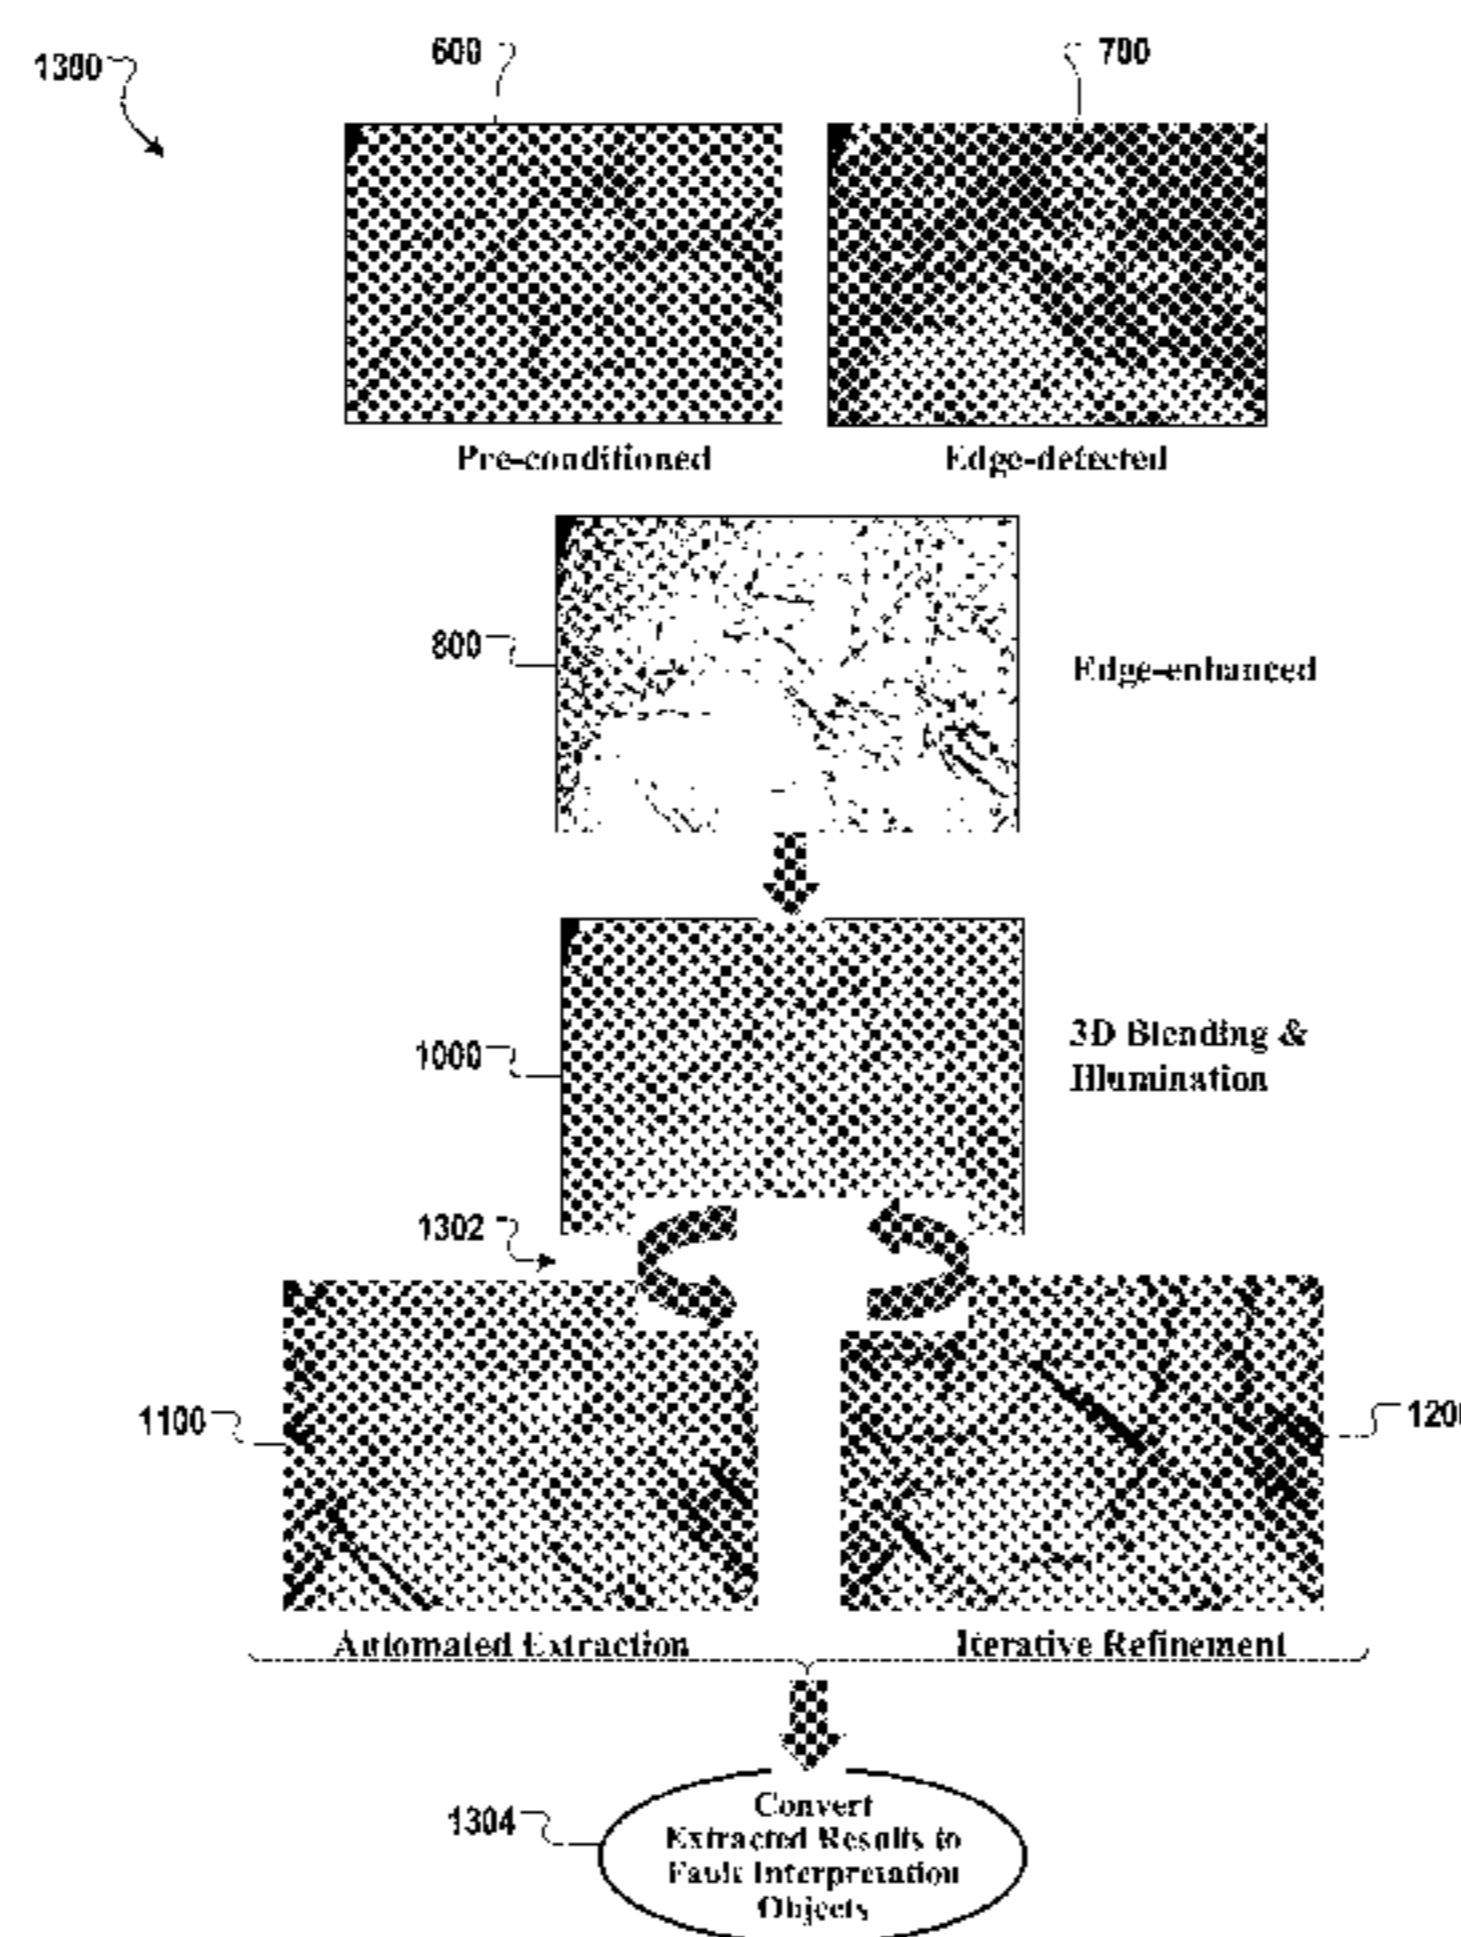 1300
600
700
Pre-conditioned
Edge-detected
800
Edge-enhanced
1000
3D Blending &
Illumination
1302
1100
Automated Extraction
Iterative Refinement
1304
Convert
Extracted Results to
Fault Interpretation
Objects